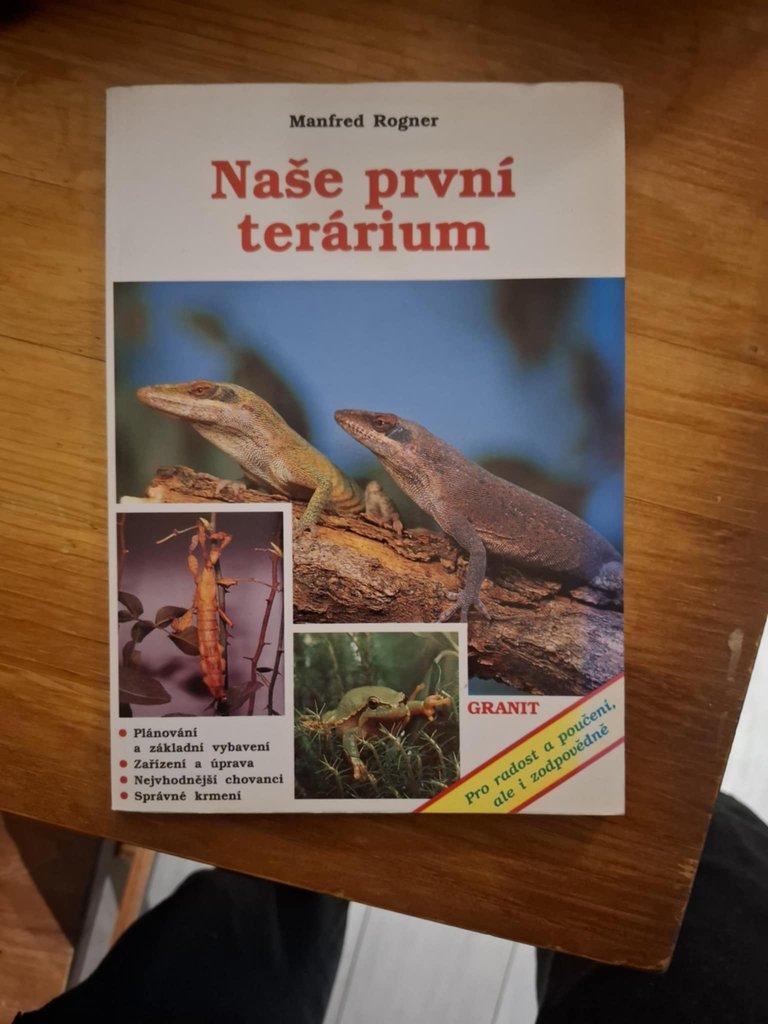 Manfred Rogner
Naše první
terárium
GRANIT
Pro radost a poučení,
ale i zodpovědně
• Plánování
a základní vybavení
• Zařízení a úprava
• Nejvhodnější chovanci
• Správné krmení